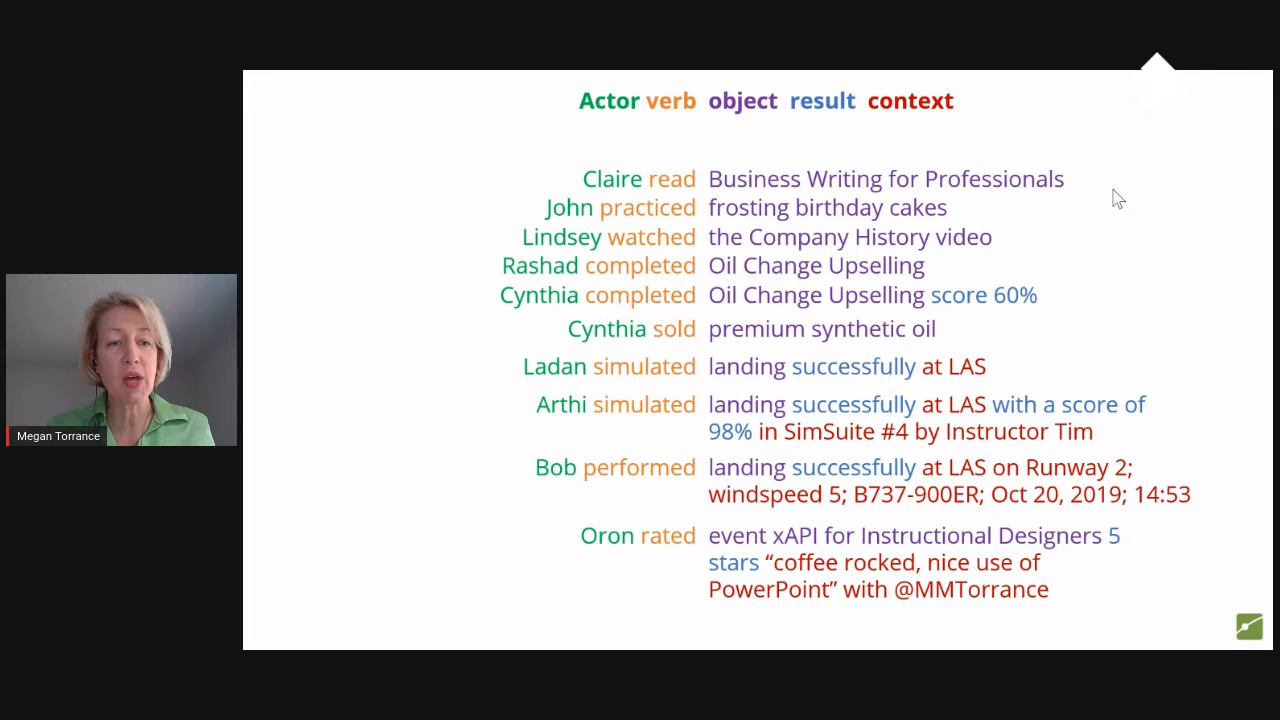 Actor verb object result context
Claire read Business Writing for Professionals
John practiced frosting birthday cakes
Lindsey watched the Company History video
Rashad completed Oil Change Upselling
Cynthia completed Oil Change Upselling score 60%
Cynthia sold premium synthetic oil
Ladan simulated landing successfully at LAS
Arthi simulated landing successfully at LAS with a score of
98% in SimSuite #4 by Instructor Tim
Bob performed landing successfully at LAS on Runway 2;
windspeed 5; B737-900ER; Oct 20, 2019; 14:53
Oron rated event xAPI for Instructional Designers 5
stars “coffee rocked, nice use of
PowerPoint” with @MMTorrance
Megan Torrance